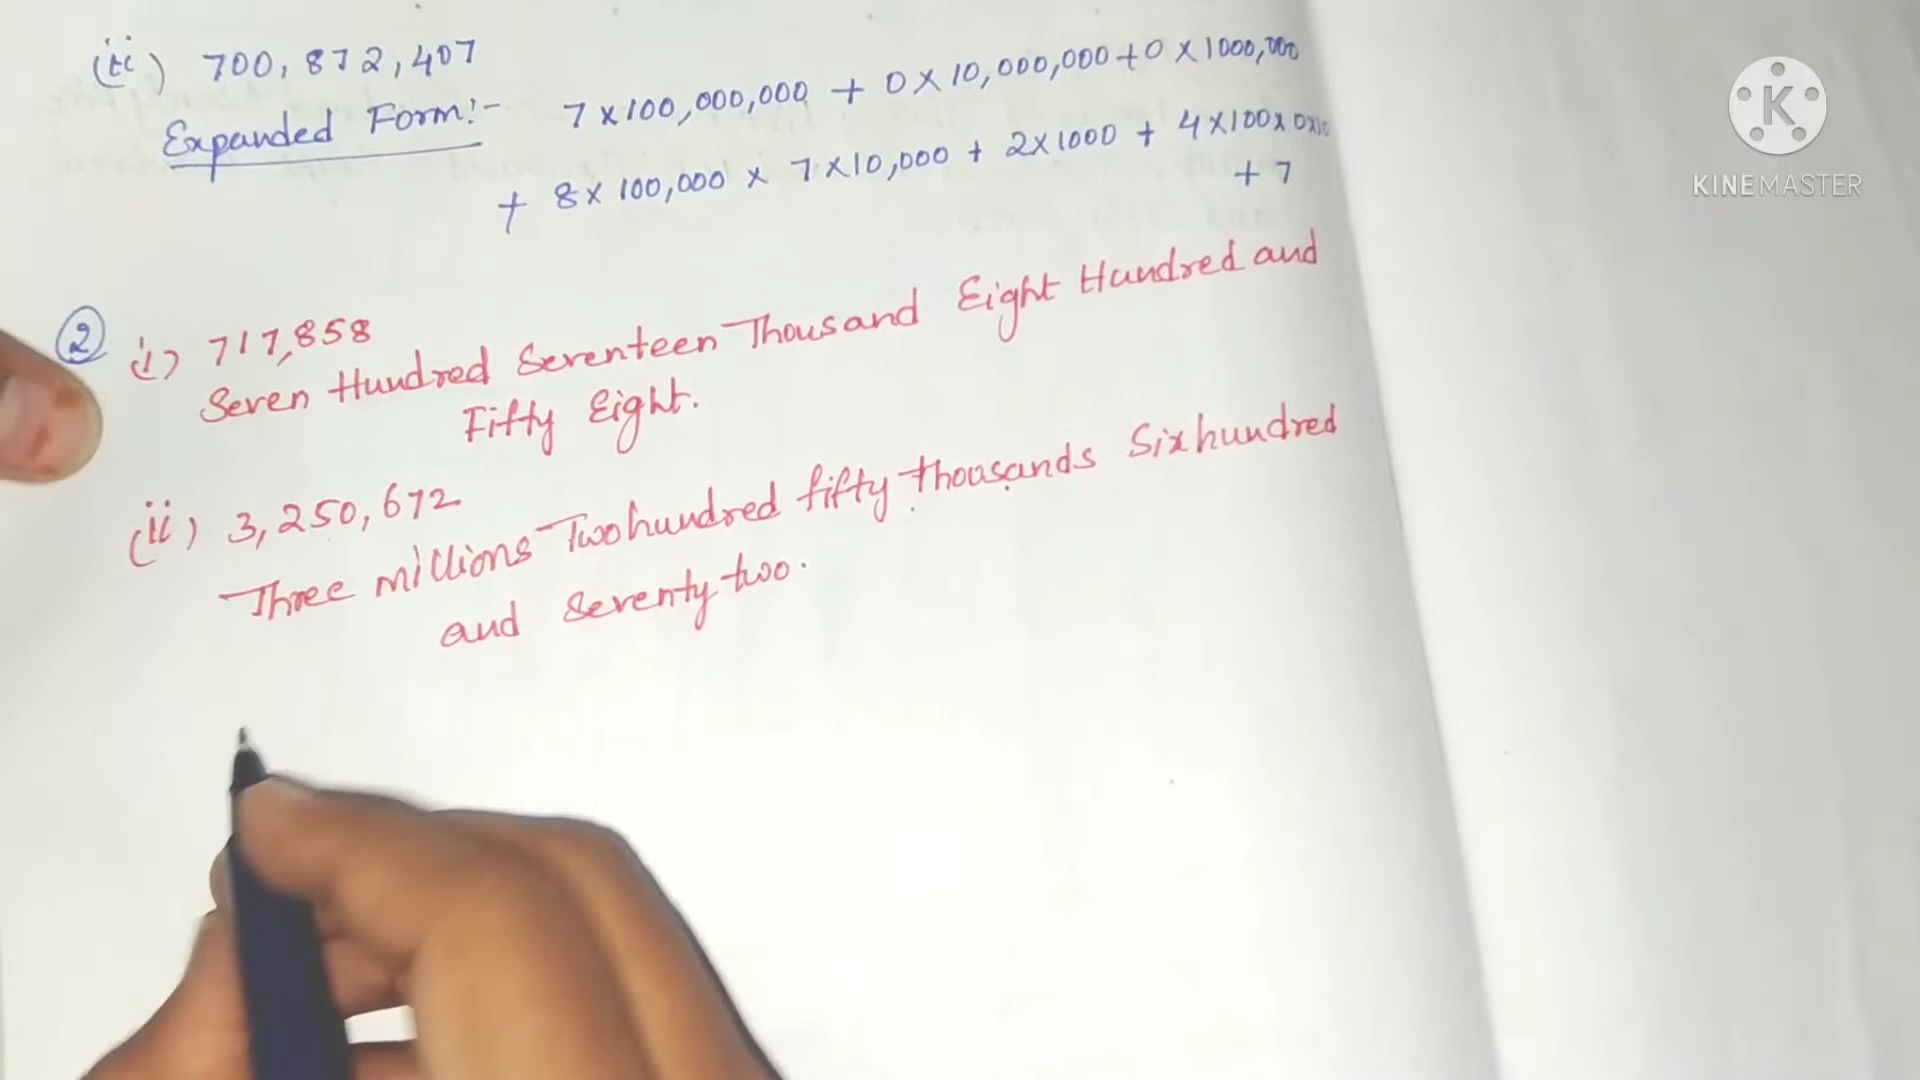 (ii) 700,872,407
Expanded Form:- 7×100,000,000 + 0×10,000,000+0×1000,000
+ 8×100,000 × 7×10,000 + 2×1000 + 4×100×0×10
+ 7
② i) 717,858
Seven Hundred Seventeen Thousand Eight Hundred and
Fifty Eight.
(ii) 3,250,672
Three millions Two hundred fifty thousands Six hundred
and seventy two.
K
KINEMASTER